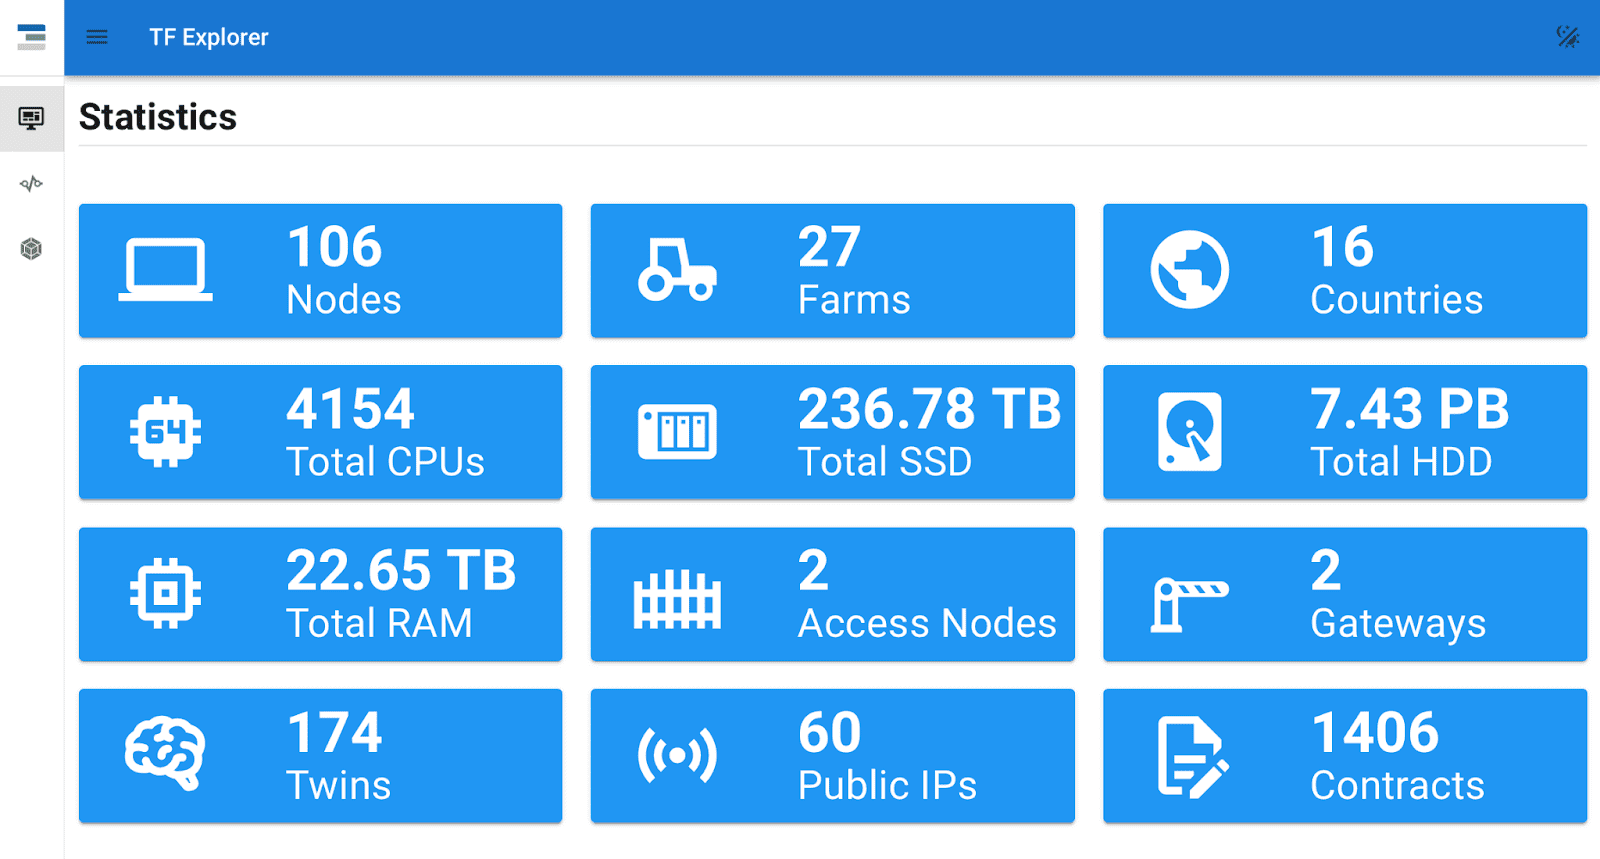 TF Explorer
Statistics
106
Nodes
27
Farms
16
Countries
64
4154
Total CPUs
236.78 TB
Total SSD
7.43 PB
Total HDD
22.65 TB
Total RAM
2
Access Nodes
2
Gateways
174
Twins
60
Public IPs
1406
Contracts